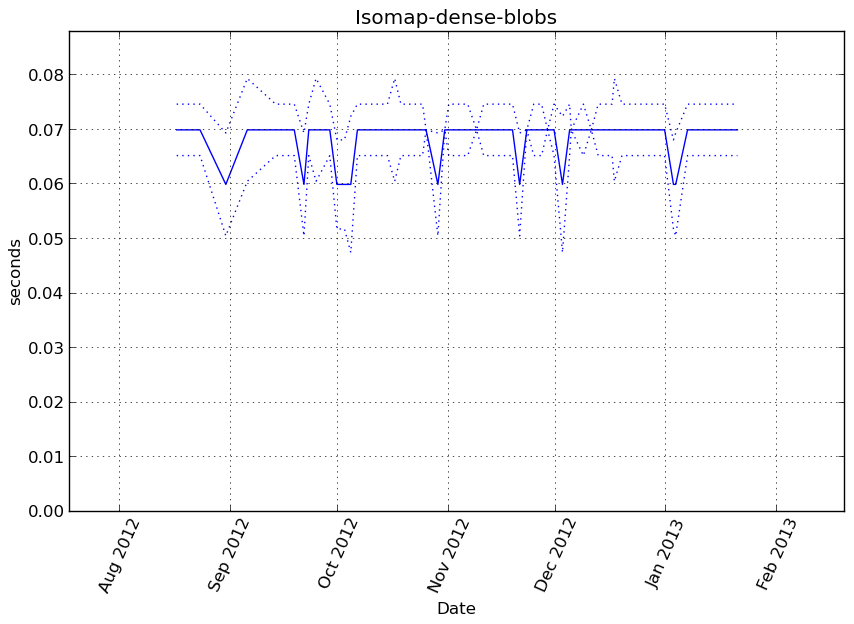 Isomap-dense-blobs
0.08
0.07
0.06
0.05
0.04
0.03
0.02
0.01
0.00
seconds
Aug 2012
Sep 2012
Oct 2012
Nov 2012
Dec 2012
Jan 2013
Feb 2013
Date